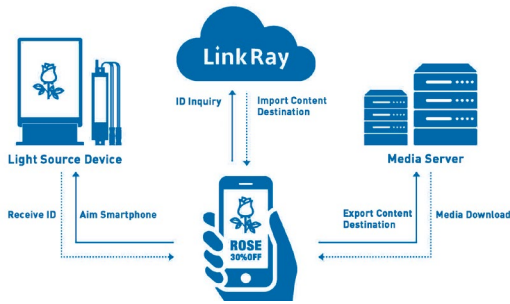 LinkRay
ID Inquiry
Import Content
Destination
Light Source Device
Media Server
Receive ID
Aim Smartphone
ROSE
30%OFF
Export Content
Destination
Media Download